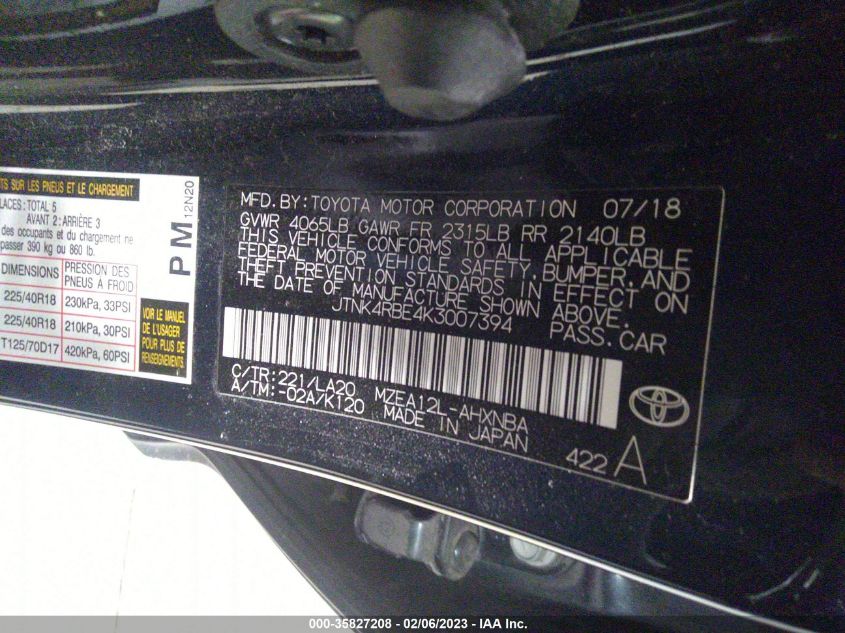 TS SUR LES PNEUS ET LE CHARGEMENT
LACES: TOTAL 5
AVANT 2: ARRIÈRE 3
des occupants et du chargement ne
passer 390 kg ou 860 lb.
DIMENSIONS PRESSION DES PNEUS À FROID
225/40R18 230kPa, 33PSI
225/40R18 210kPa, 30PSI
T125/70D17 420kPa, 60PSI
VOIR LE MANUEL
DE L'USAGER
POUR PLUS DE
RENSEIGNEMENTS.
PM 12N20
MFD. BY: TOYOTA MOTOR CORPORATION 07/18
GVWR 4065LB GAWR FR 2315LB RR 2140LB
THIS VEHICLE CONFORMS TO ALL APPLICABLE
FEDERAL MOTOR VEHICLE SAFETY, BUMPER, AND
THEFT PREVENTION STANDARDS IN EFFECT ON
THE DATE OF MANUFACTURE SHOWN ABOVE.
JTNK4RBE4K3007394 PASS. CAR
C/TR: 221/LA20 MZEA12L-AHXNBA
A/TM: -02A/K120 MADE IN JAPAN
422 A
000-35827208 - 02/06/2023 - IAA Inc.